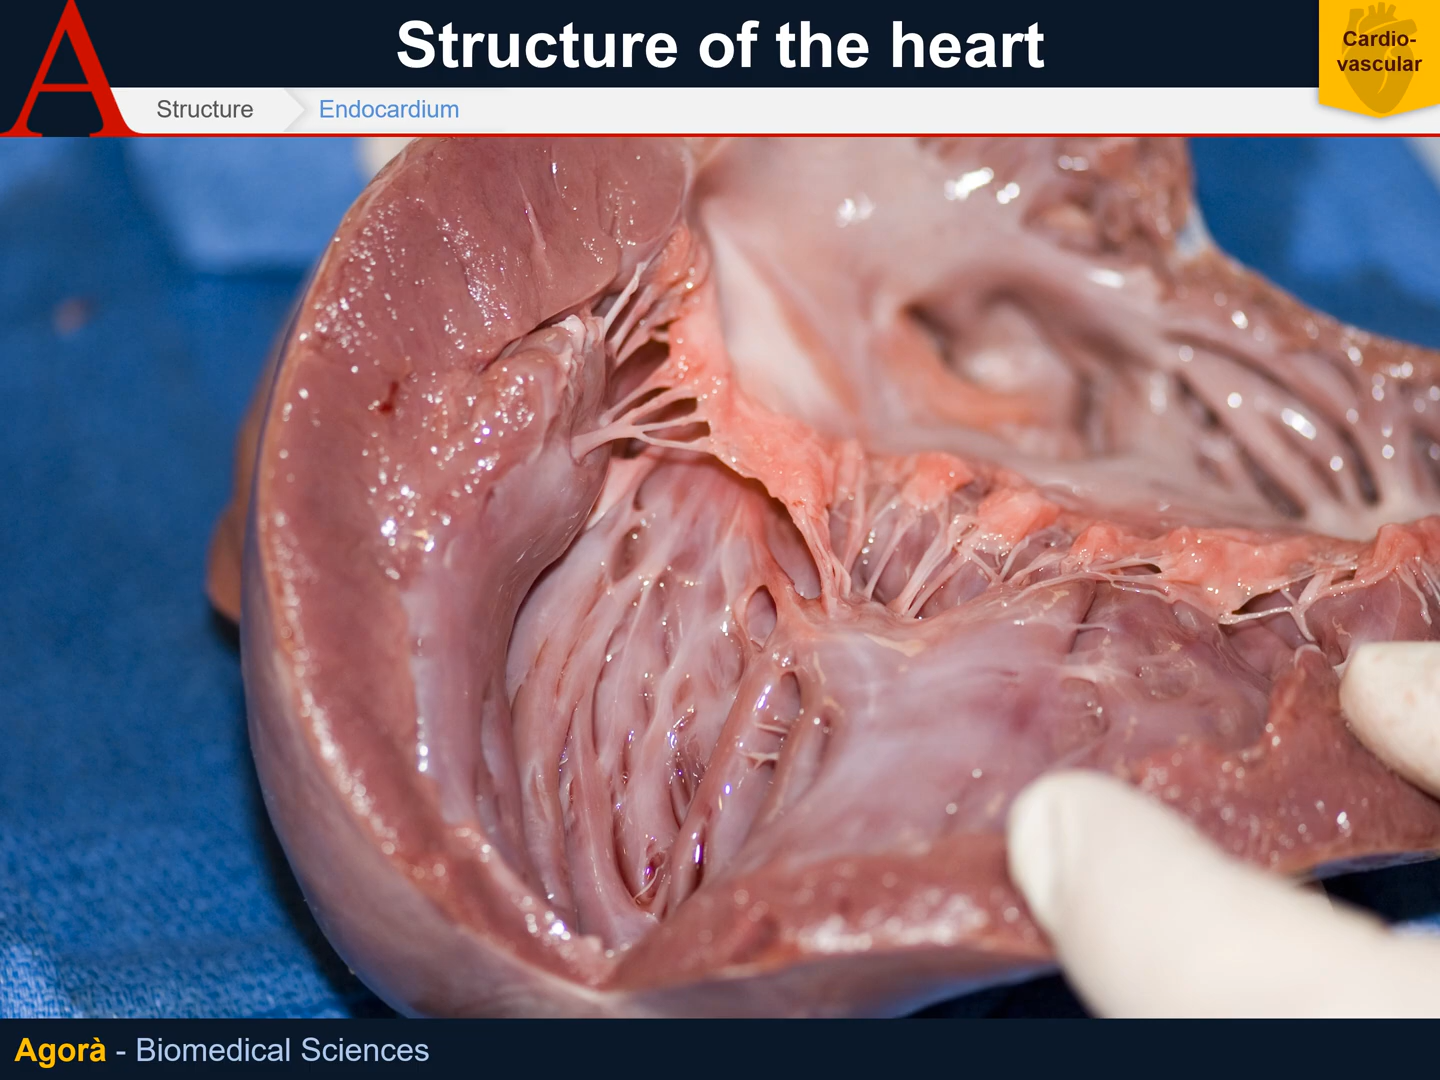 A
Structure of the heart
Cardio-
vascular
Structure
Endocardium
Agorà - Biomedical Sciences